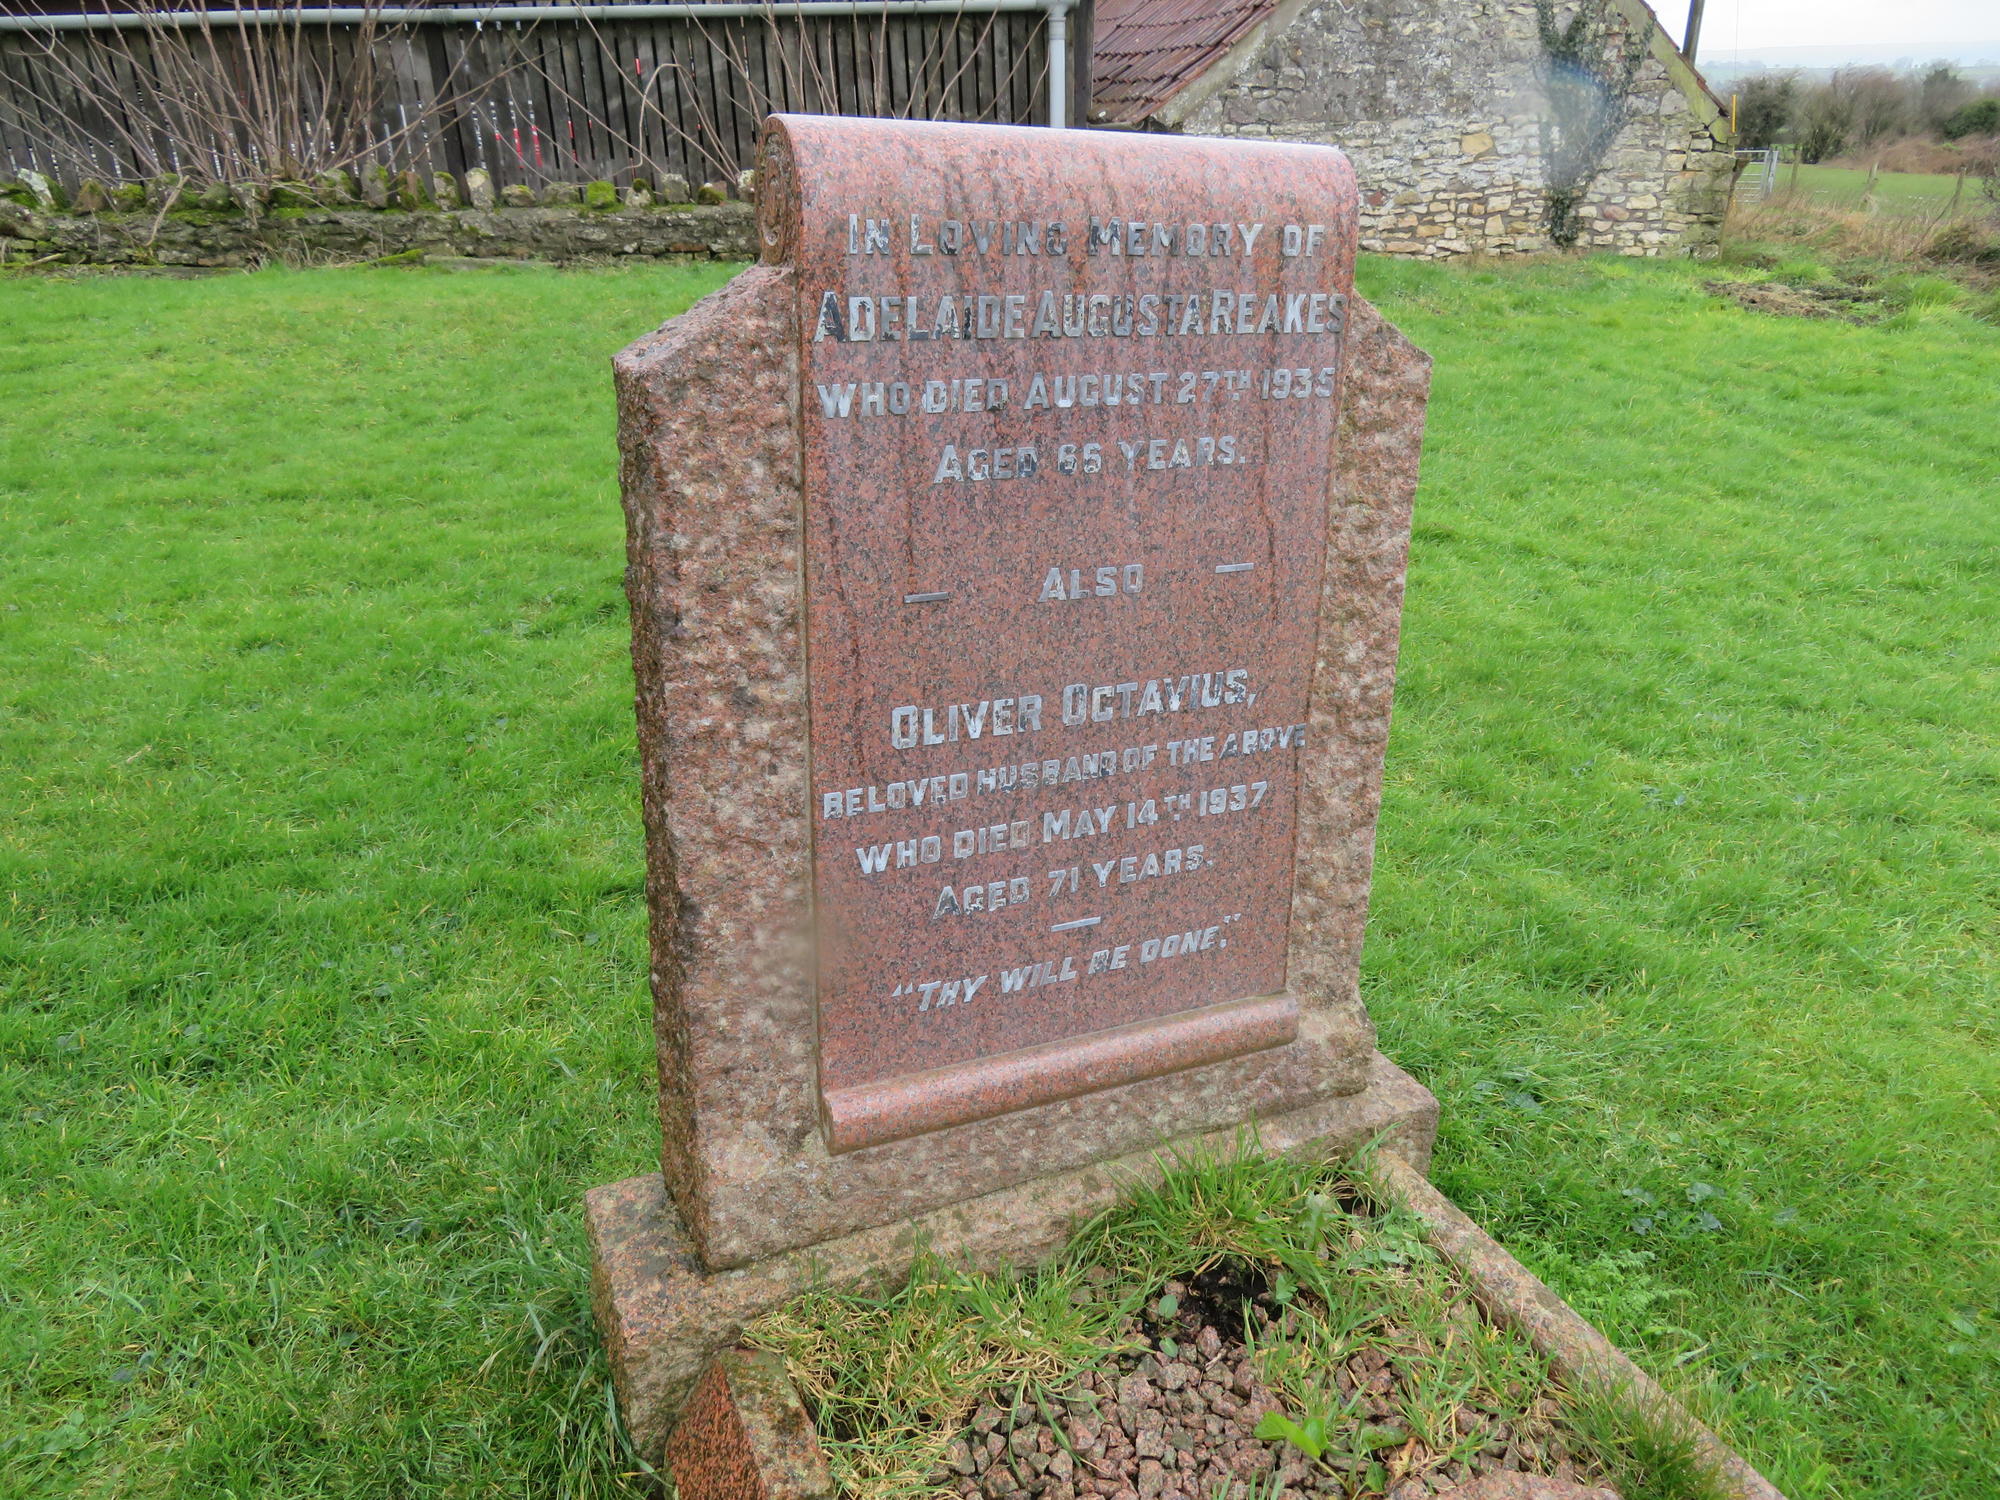 IN LOVING MEMORY OF
ADELAIDE AUGUSTA REAKES
WHO DIED AUGUST 27TH 1935
AGED 66 YEARS.
— ALSO —
OLIVER OCTAVIUS,
BELOVED HUSBAND OF THE ABOVE
WHO DIED MAY 14TH 1937
AGED 71 YEARS.
"THY WILL BE DONE."